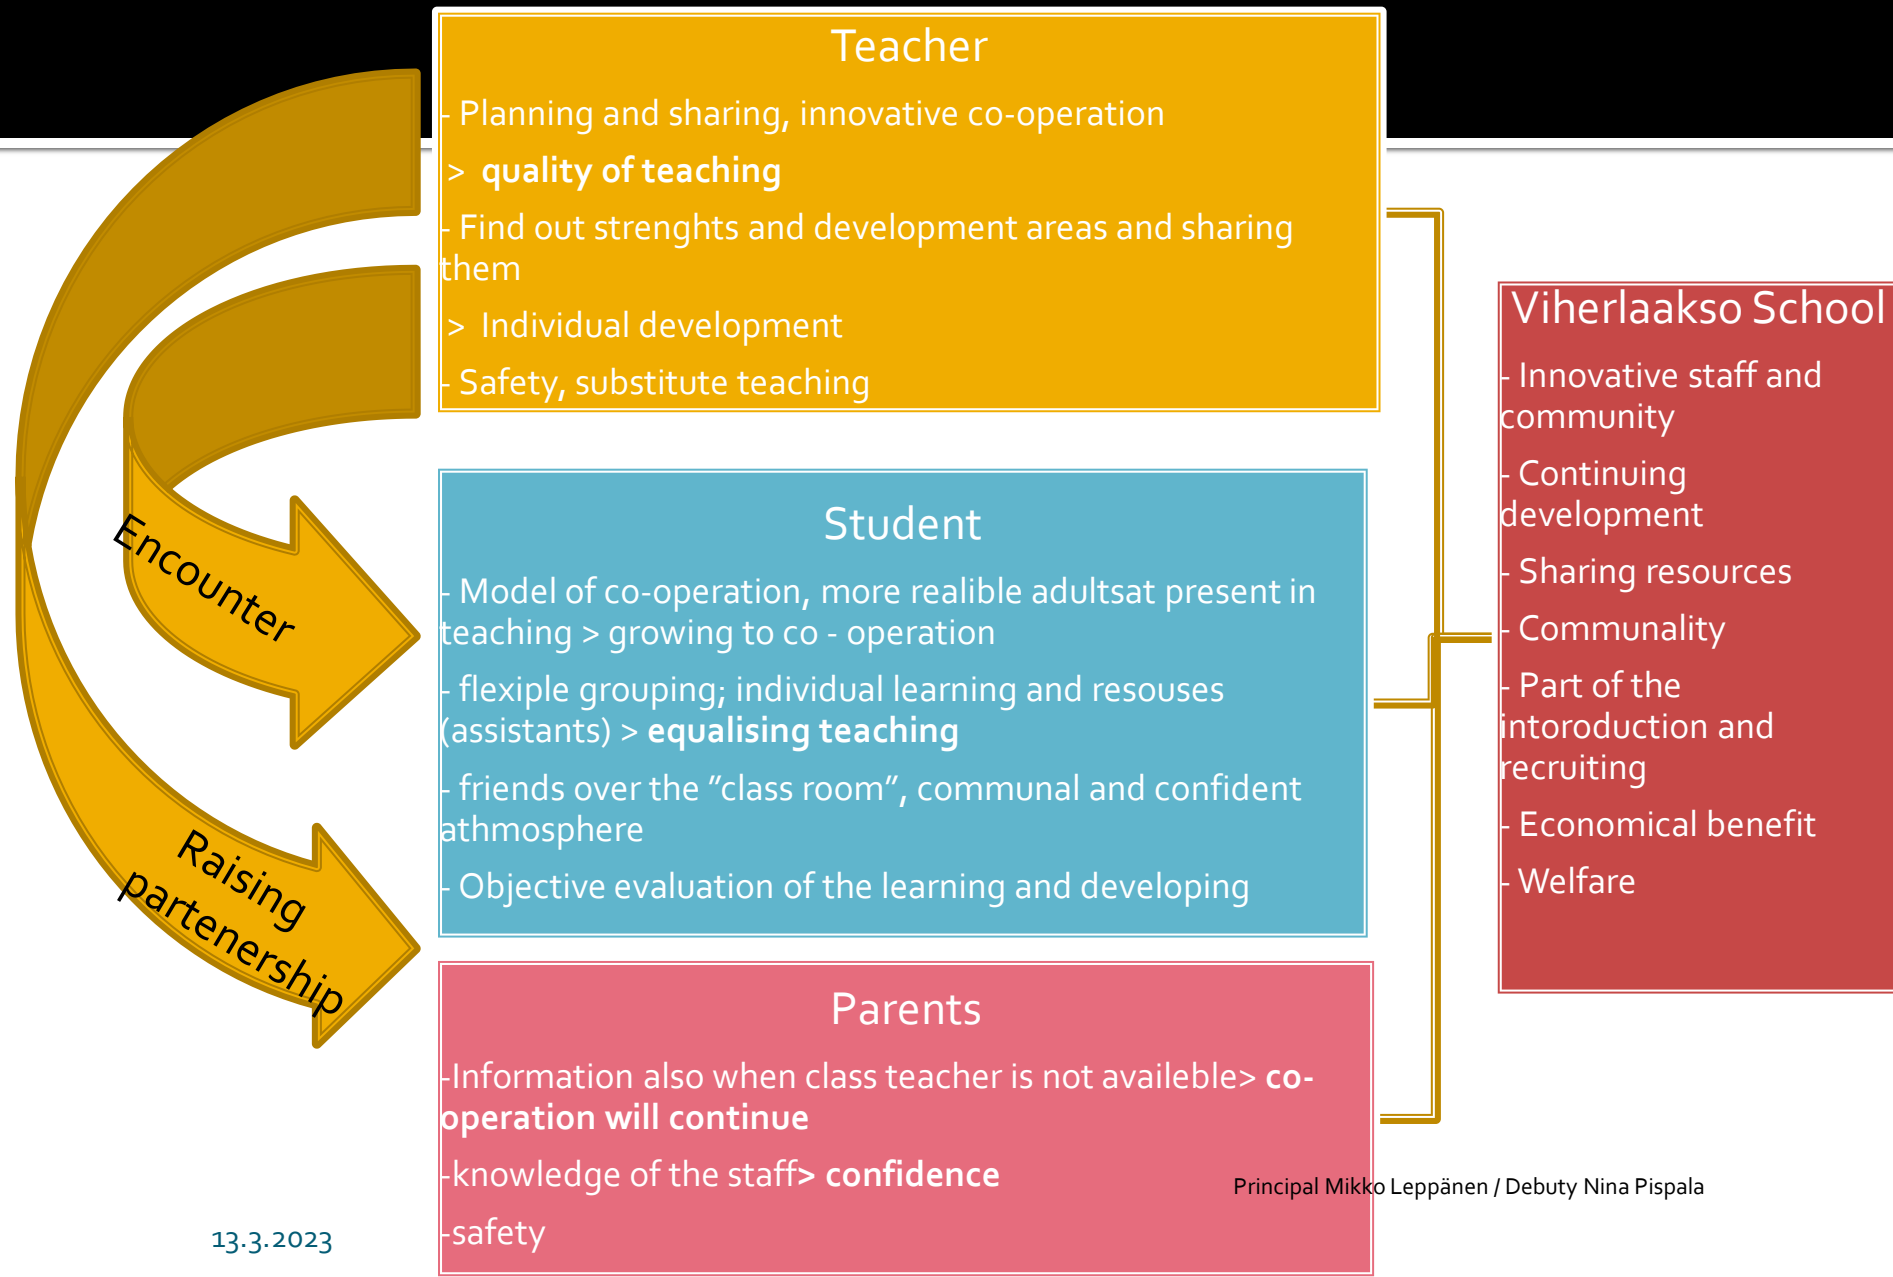 Teacher
- Planning and sharing, innovative co-operation
> quality of teaching
- Find out strenghts and development areas and sharing
them
> Individual development
- Safety, substitute teaching
Encounter
Raising
partenership
Student
- Model of co-operation, more realible adultsat present in
teaching > growing to co - operation
- flexiple grouping; individual learning and resouses
(assistants) > equalising teaching
- friends over the “class room”, communal and confident
athmosphere
- Objective evaluation of the learning and developing
Parents
-Information also when class teacher is not availeble> co-
operation will continue
-knowledge of the staff> confidence
-safety
Viherlaakso School
- Innovative staff and
community
- Continuing
development
- Sharing resources
- Communality
- Part of the
intoroduction and
recruiting
- Economical benefit
- Welfare
Principal Mikko Leppänen / Debuty Nina Pispala
13.3.2023